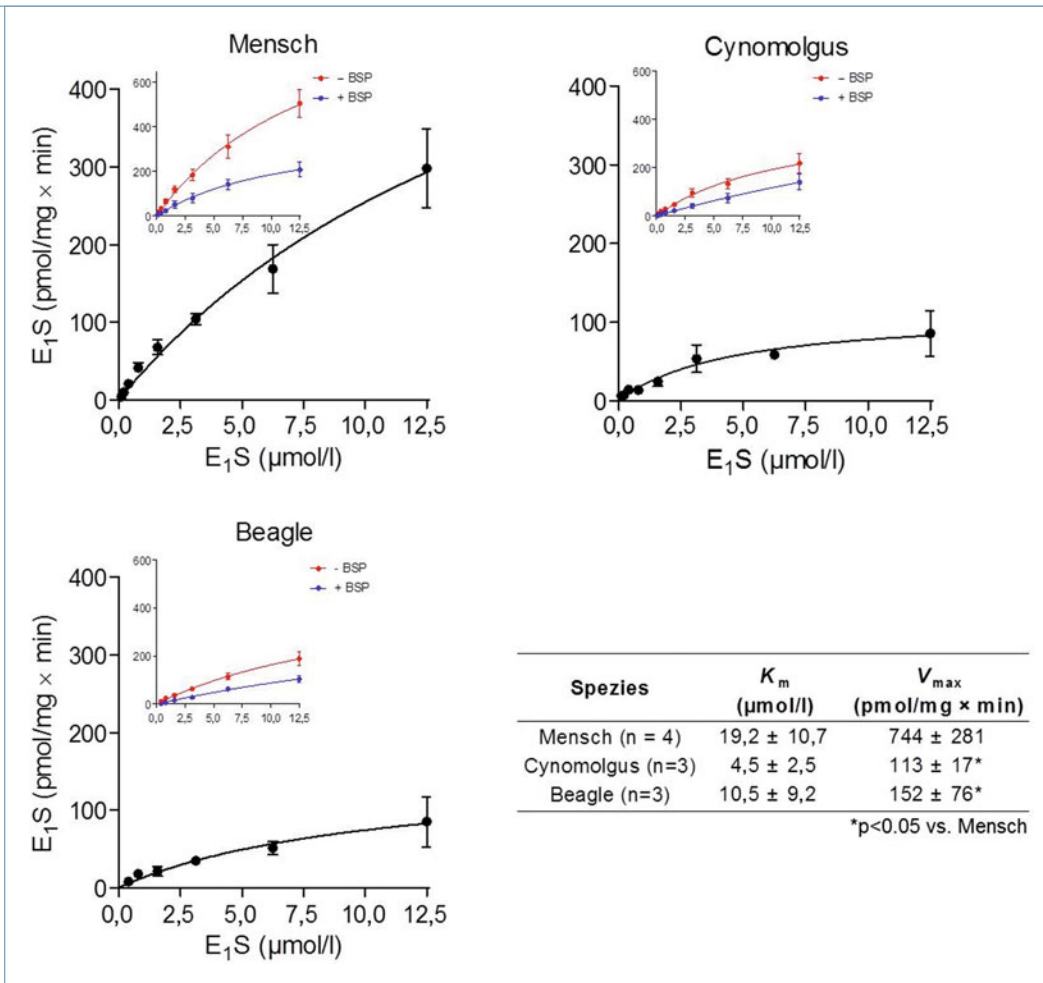 Mensch
600
400
200
0
0,0 2,5 5,0 7,5 10,0 12,5
– BSP
+ BSP
E₁S (pmol/mg × min)
400
300
200
100
0
0,0 2,5 5,0 7,5 10,0 12,5
E₁S (µmol/l)
Cynomolgus
600
400
200
0
0,0 2,5 5,0 7,5 10,0 12,5
– BSP
+ BSP
E₁S (pmol/mg × min)
400
300
200
100
0
0,0 2,5 5,0 7,5 10,0 12,5
E₁S (µmol/l)
Beagle
600
400
200
0
0,0 2,5 5,0 7,5 10,0 12,5
- BSP
+ BSP
E₁S (pmol/mg × min)
400
300
200
100
0
0,0 2,5 5,0 7,5 10,0 12,5
E₁S (µmol/l)
Spezies Kₘ (µmol/l) Vₘₐₓ (pmol/mg × min)
Mensch (n = 4) 19,2 ± 10,7 744 ± 281
Cynomolgus (n=3) 4,5 ± 2,5 113 ± 17*
Beagle (n=3) 10,5 ± 9,2 152 ± 76*
*p<0.05 vs. Mensch